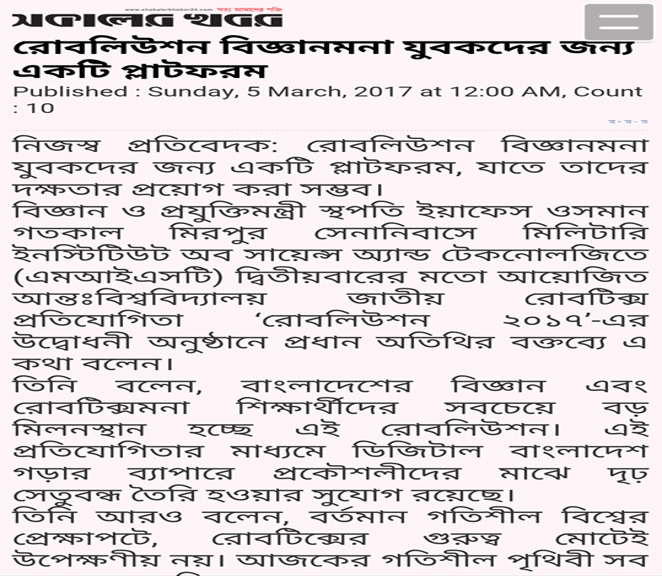 www.shokalerkhobor24.com
সকালের খবর
রোবলিউশন বিজ্ঞানমনা যুবকদের জন্য
একটি প্লাটফরম
Published : Sunday, 5 March, 2017 at 12:00 AM, Count
: 10
অ- অ- অ
নিজস্ব প্রতিবেদক: রোবলিউশন বিজ্ঞানমনা
যুবকদের জন্য একটি প্লাটফরম, যাতে তাদের
দক্ষতার প্রয়োগ করা সম্ভব।
বিজ্ঞান ও প্রযুক্তিমন্ত্রী স্থপতি ইয়াফেস ওসমান
গতকাল মিরপুর সেনানিবাসে মিলিটারি
ইনস্টিটিউট অব সায়েন্স অ্যান্ড টেকনোলজিতে
(এমআইএসটি) দ্বিতীয়বারের মতো আয়োজিত
আন্তঃবিশ্ববিদ্যালয় জাতীয় রোবটিক্স
প্রতিযোগিতা ‘রোবলিউশন ২০১৭’-এর
উদ্বোধনী অনুষ্ঠানে প্রধান অতিথির বক্তব্যে এ
কথা বলেন।
তিনি বলেন, বাংলাদেশের বিজ্ঞান এবং
রোবটিক্সমনা শিক্ষার্থীদের সবচেয়ে বড়
মিলনস্থান হচ্ছে এই রোবলিউশন। এই
প্রতিযোগিতার মাধ্যমে ডিজিটাল বাংলাদেশ
গড়ার ব্যাপারে প্রকৌশলীদের মাঝে দৃঢ়
সেতুবন্ধ তৈরি হওয়ার সুযোগ রয়েছে।
তিনি আরও বলেন, বর্তমান গতিশীল বিশ্বের
প্রেক্ষাপটে, রোবটিক্সের গুরুত্ব মোটেই
উপেক্ষণীয় নয়। আজকের গতিশীল পৃথিবী সব